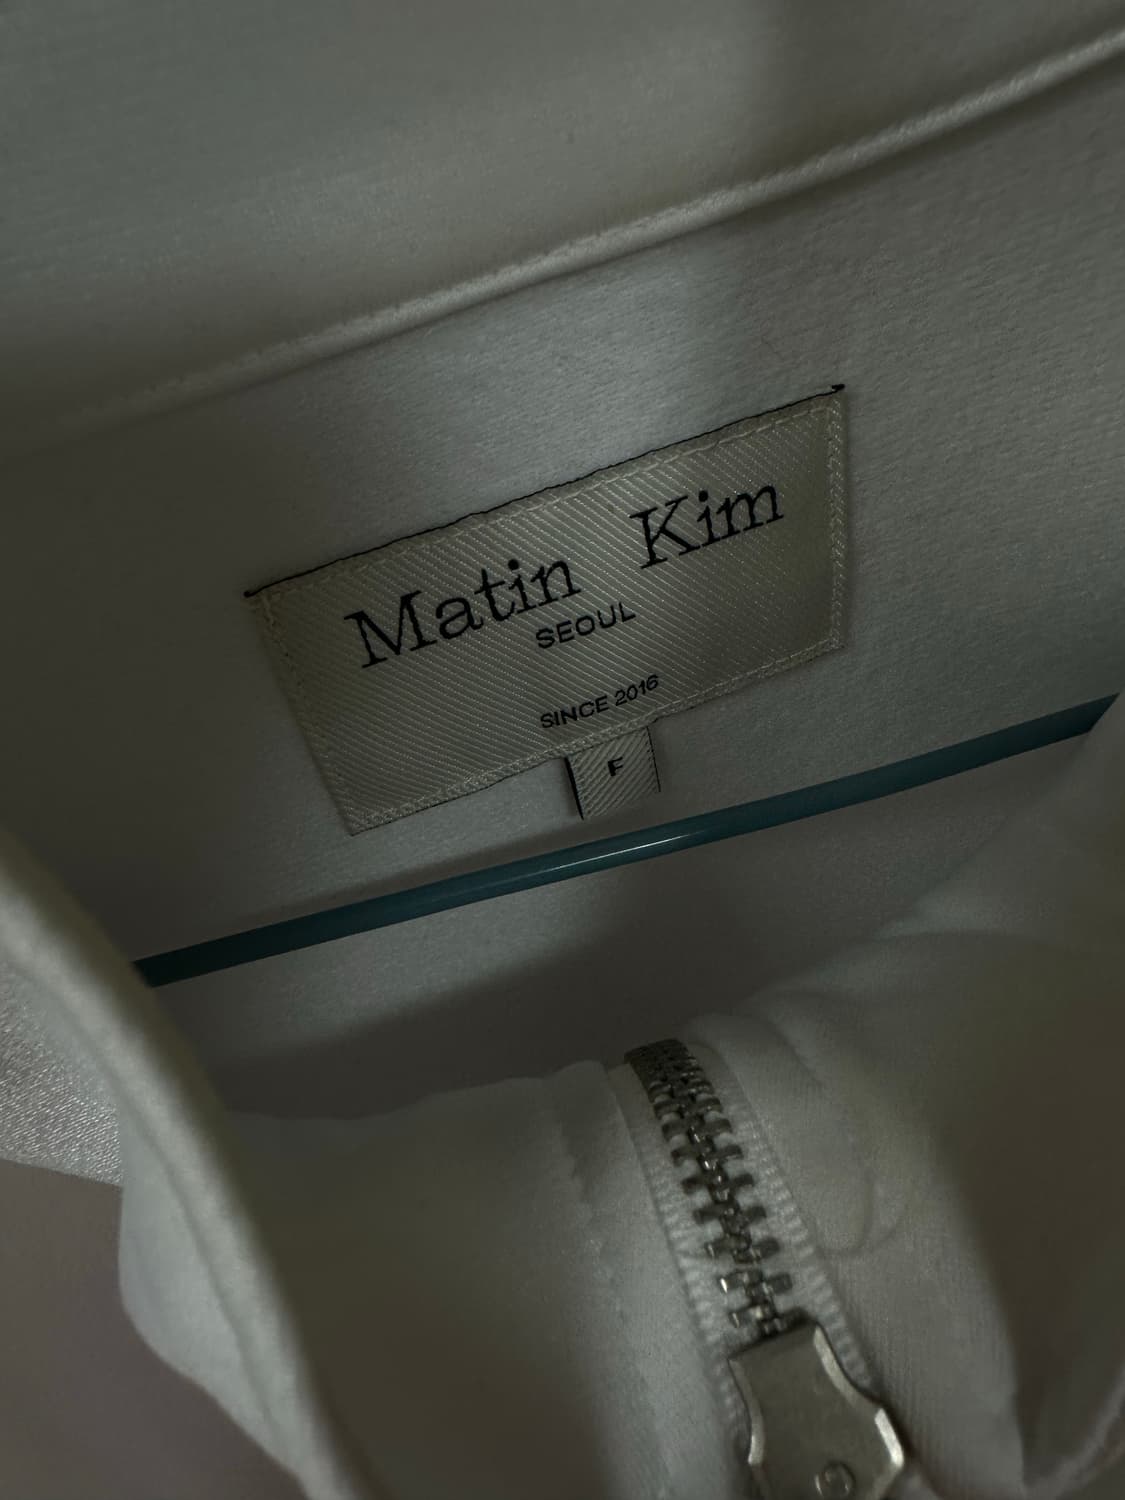 Matin Kim
SEOUL
SINCE 2016
F